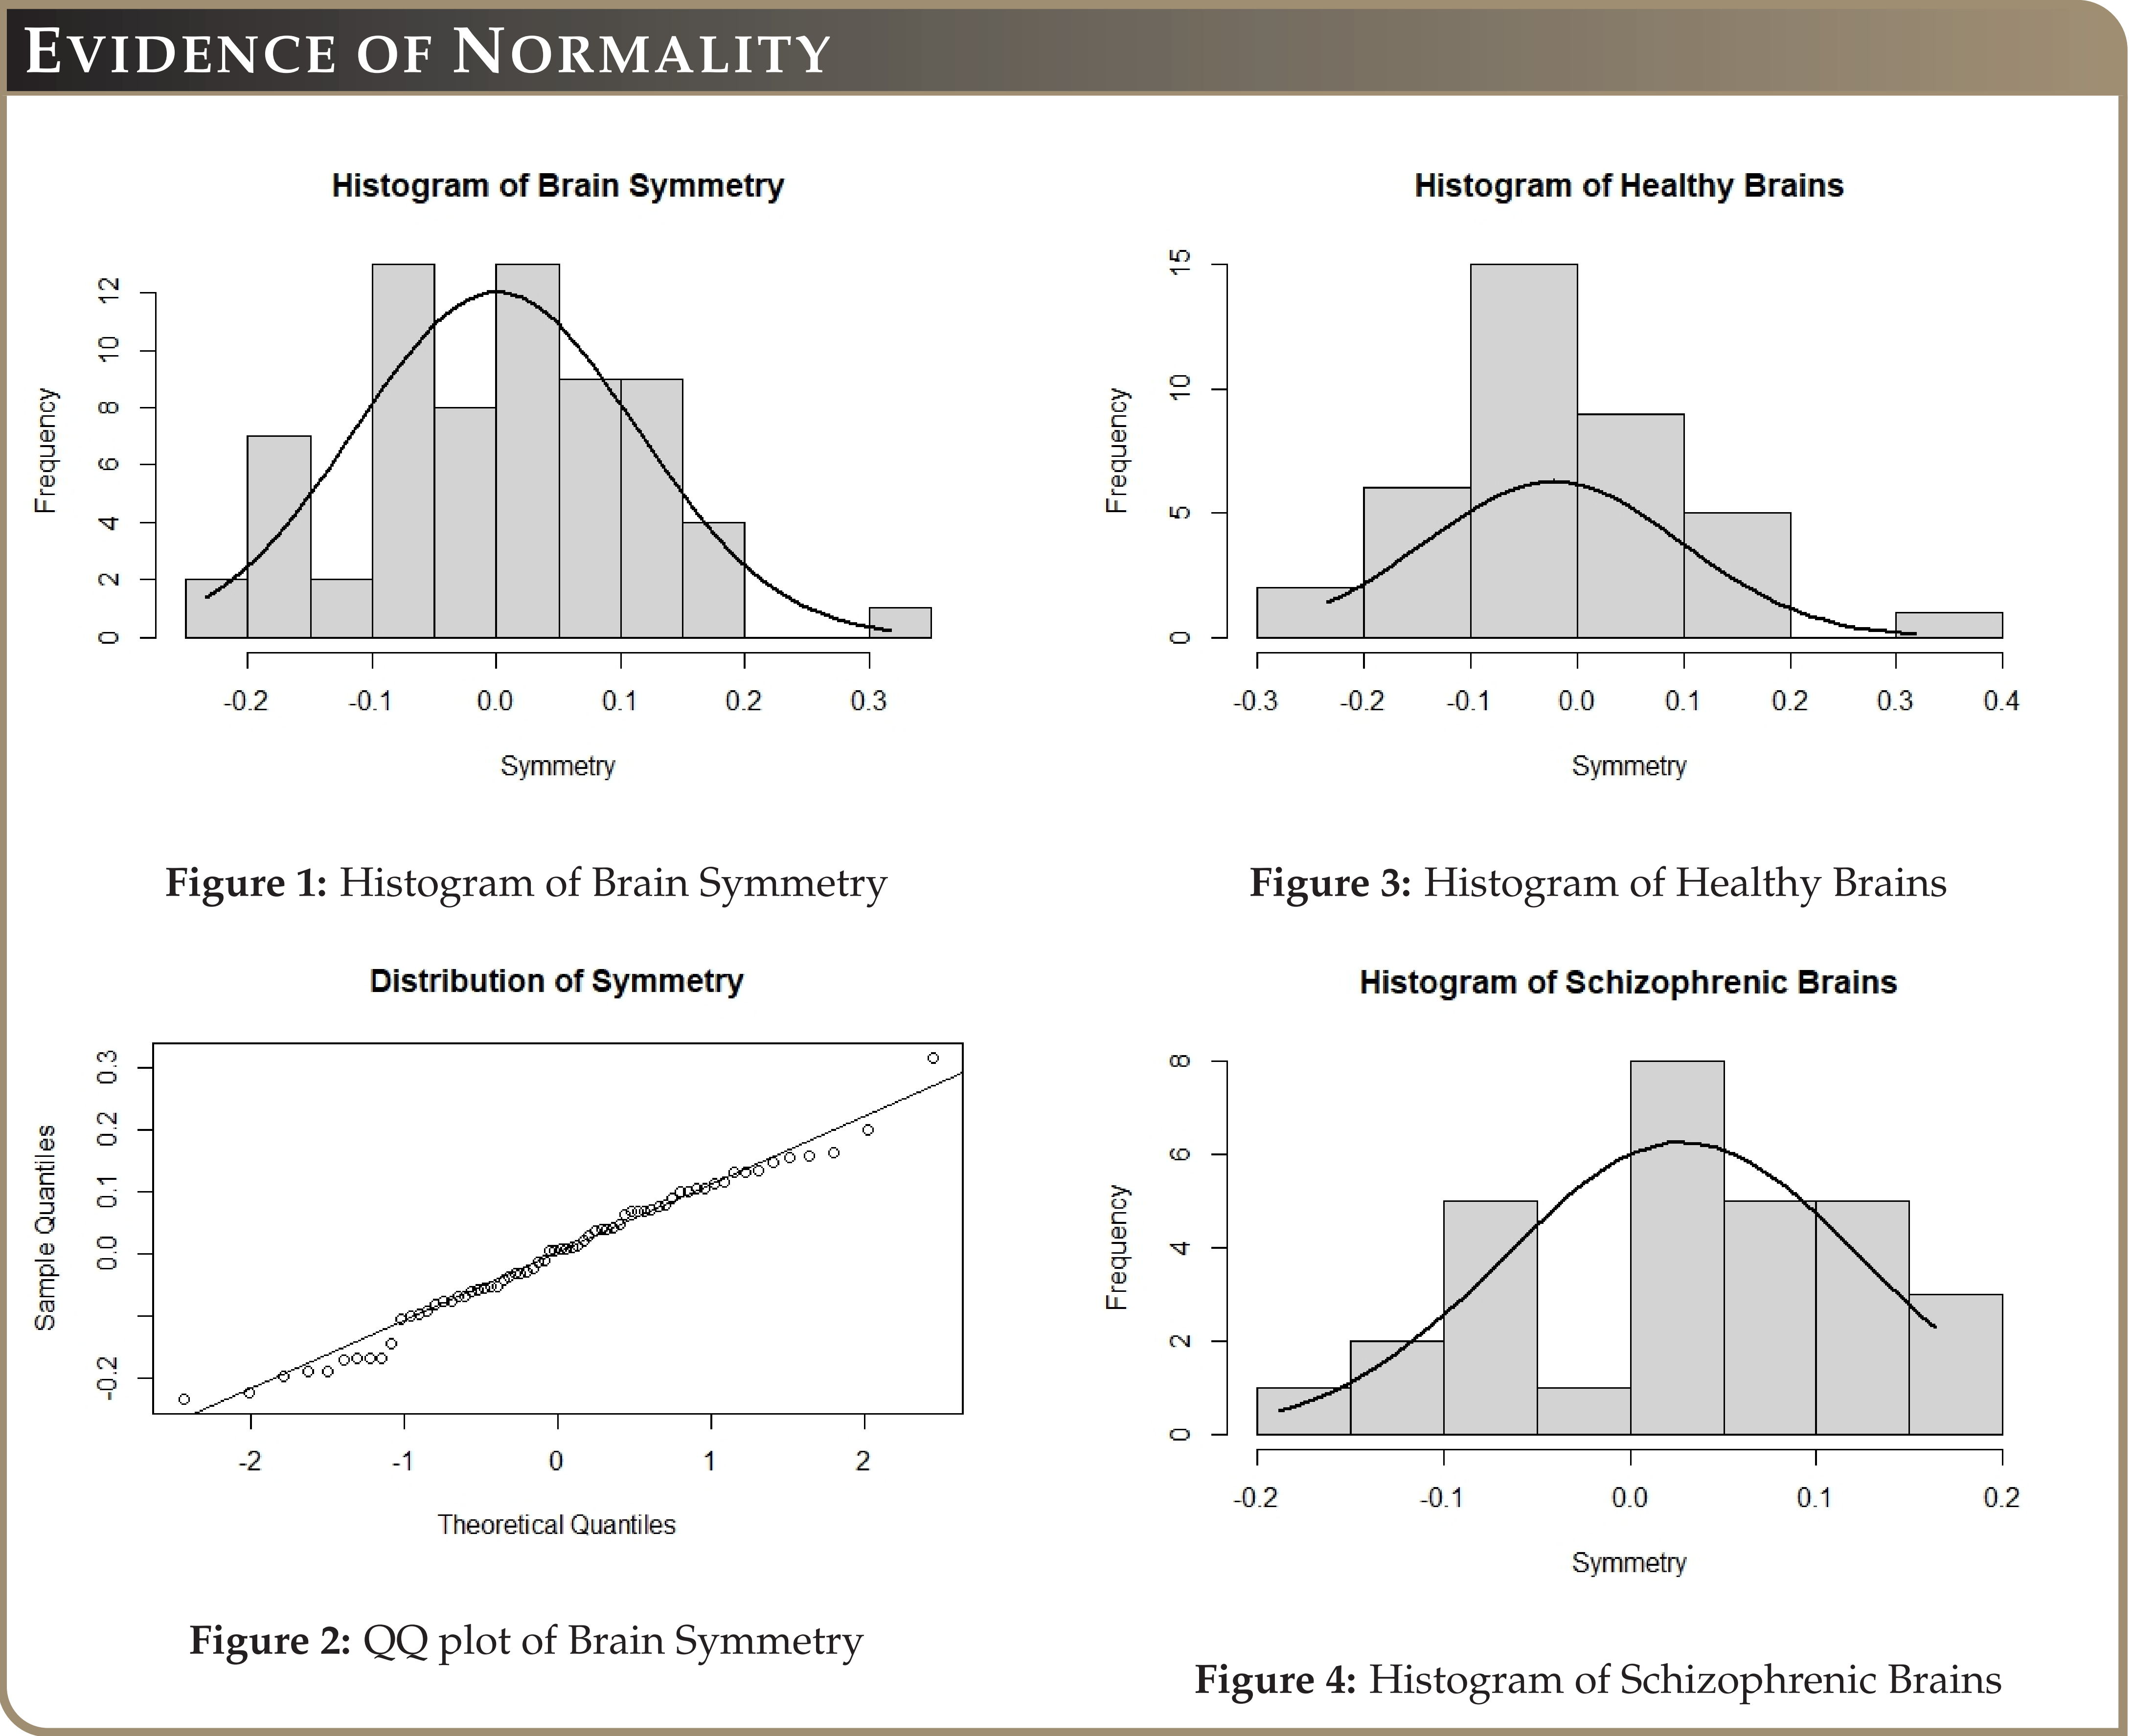 EVIDENCE OF NORMALITY
Histogram of Brain Symmetry
Frequency
12
10
8
6
4
2
0
-0.2 -0.1 0.0 0.1 0.2 0.3
Symmetry
Figure 1: Histogram of Brain Symmetry
Distribution of Symmetry
Sample Quantiles
0.3
0.2
0.1
0.0
-0.2
-2 -1 0 1 2
Theoretical Quantiles
Figure 2: QQ plot of Brain Symmetry
Histogram of Healthy Brains
Frequency
15
10
5
0
-0.3 -0.2 -0.1 0.0 0.1 0.2 0.3 0.4
Symmetry
Figure 3: Histogram of Healthy Brains
Histogram of Schizophrenic Brains
Frequency
8
6
4
2
0
-0.2 -0.1 0.0 0.1 0.2
Symmetry
Figure 4: Histogram of Schizophrenic Brains